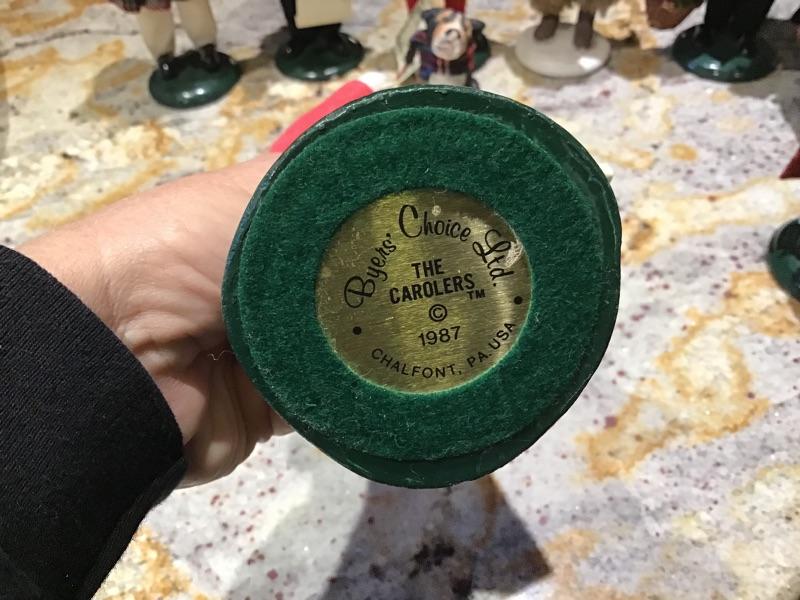 Byers' Choice Ltd.
THE
CAROLERS™
©
1987
CHALFONT, PA. USA